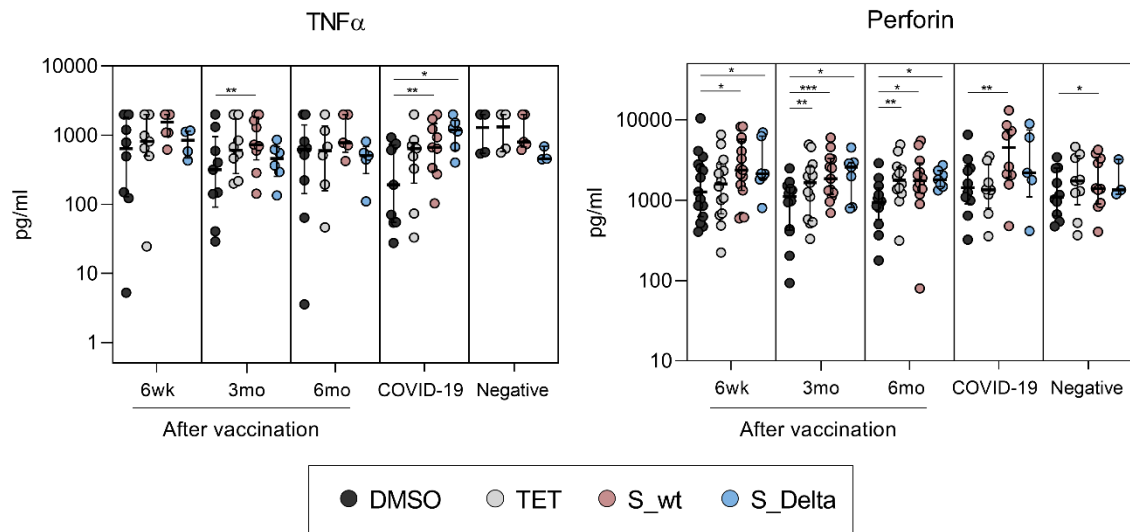 TNFα
Perforin
pg/ml
10000
1000
100
10
1
**
**
*
6wk
3mo
6mo
COVID-19
Negative
After vaccination
pg/ml
10000
1000
100
10
*
*
*
***
**
*
*
**
**
*
6wk
3mo
6mo
COVID-19
Negative
After vaccination
DMSO
TET
S_wt
S_Delta